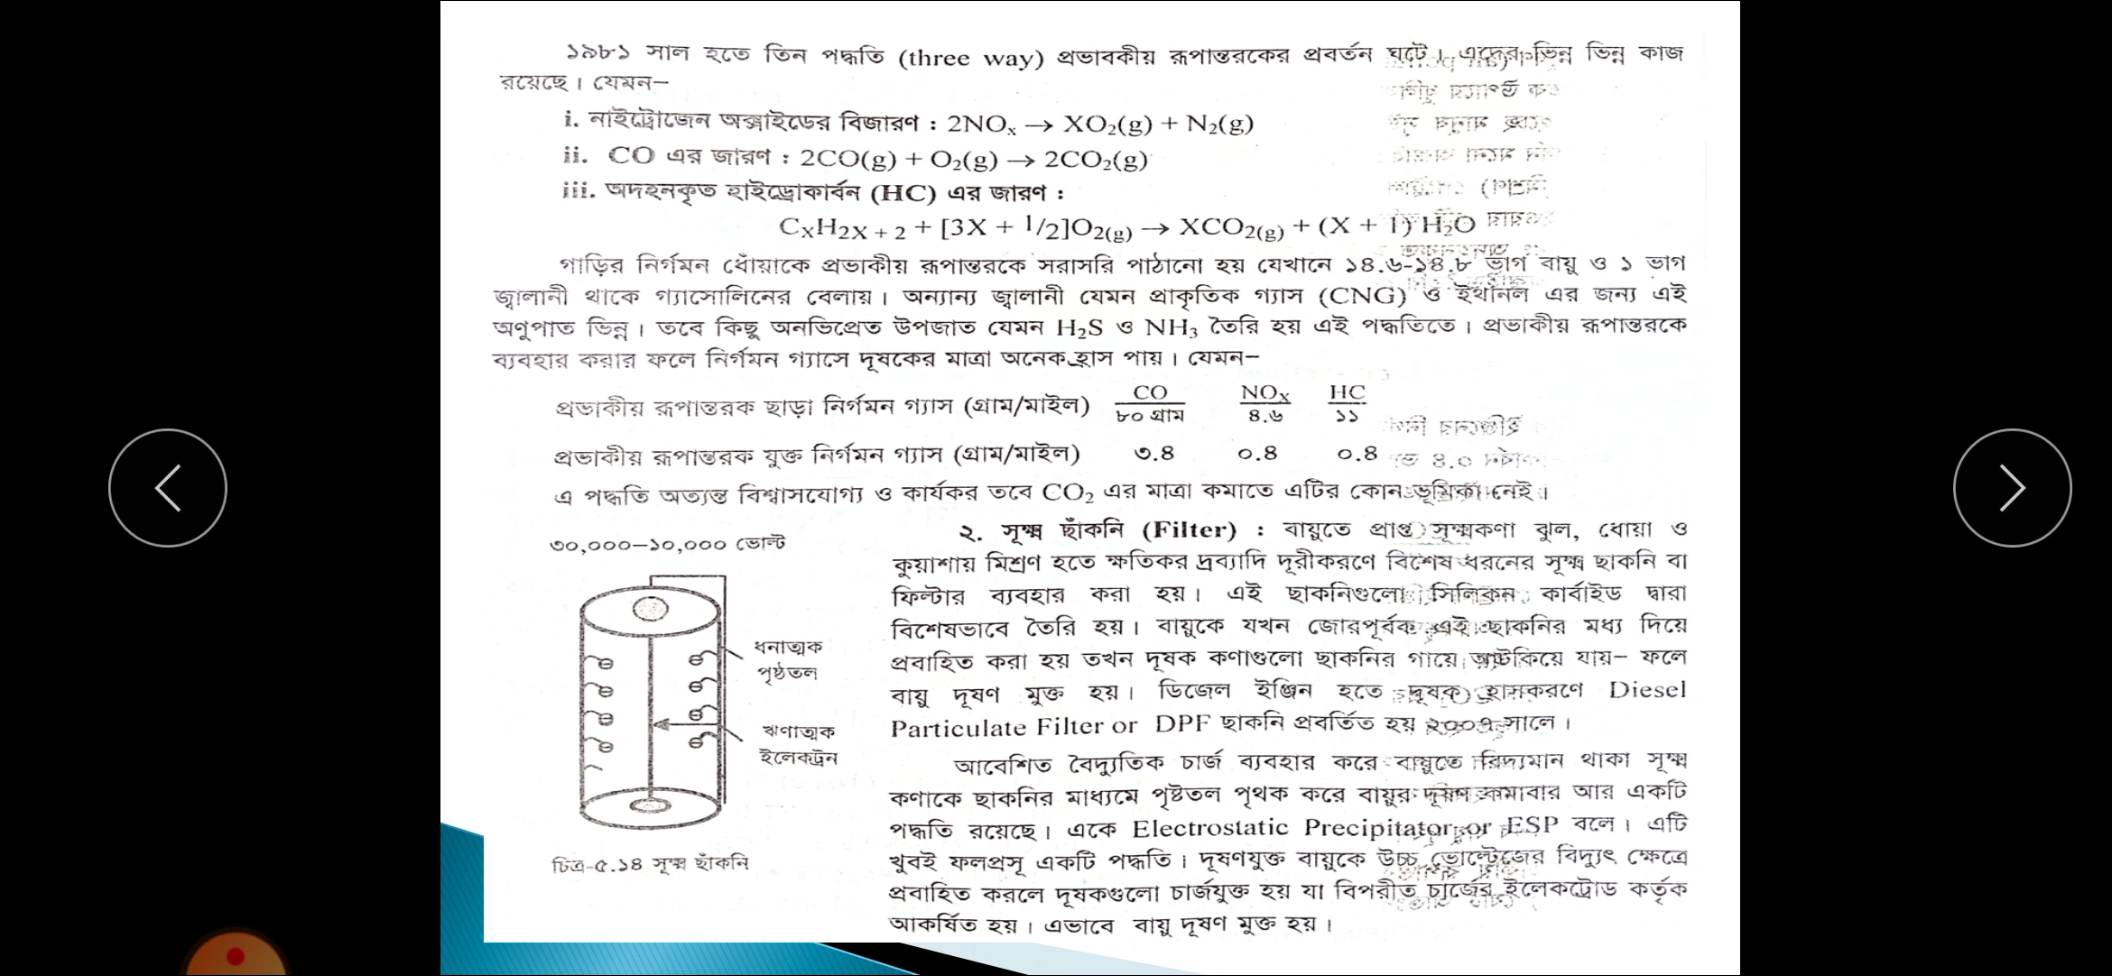 ১৯৮১ সাল হতে তিন পদ্ধতি (three way) প্রভাবকীয় রূপান্তরকের প্রবর্তন ঘটে। এদের ভিন্ন ভিন্ন কাজ
রয়েছে। যেমন–
i. নাইট্রোজেন অক্সাইডের বিজারণ : 2NOₓ → XO₂(g) + N₂(g)
ii. CO এর জারণ : 2CO(g) + O₂(g) → 2CO₂(g)
iii. অদহনকৃত হাইড্রোকার্বন (HC) এর জারণ :
CₓH₂X + 2 + [3X + 1/2]O₂(g) → XCO₂(g) + (X + 1) H₂O
গাড়ির নির্গমন ধোঁয়াকে প্রভাকীয় রূপান্তরকে সরাসরি পাঠানো হয় যেখানে ১৪.৬-১৪.৮ ভাগ বায়ু ও ১ ভাগ
জ্বালানী থাকে গ্যাসোলিনের বেলায়। অন্যান্য জ্বালানী যেমন প্রাকৃতিক গ্যাস (CNG) ও ইথানল এর জন্য এই
অণুপাত ভিন্ন। তবে কিছু অনভিপ্রেত উপজাত যেমন H₂S ও NH₃ তৈরি হয় এই পদ্ধতিতে। প্রভাকীয় রূপান্তরকে
ব্যবহার করার ফলে নির্গমন গ্যাসে দূষকের মাত্রা অনেক হ্রাস পায়। যেমন–
CO NOₓ HC
প্রভাকীয় রূপান্তরক ছাড়া নির্গমন গ্যাস (গ্রাম/মাইল) ৮০ গ্রাম ৪.৬ ১১
প্রভাকীয় রূপান্তরক যুক্ত নির্গমন গ্যাস (গ্রাম/মাইল) ৩.৪ ০.৪ ০.৪
এ পদ্ধতি অত্যন্ত বিশ্বাসযোগ্য ও কার্যকর তবে CO₂ এর মাত্রা কমাতে এটির কোন ভূমিকা নেই।
২. সূক্ষ্ম ছাঁকনি (Filter) : বায়ুতে প্রাপ্ত সূক্ষ্মকণা ঝুল, ধোয়া ও
কুয়াশায় মিশ্রণ হতে ক্ষতিকর দ্রব্যাদি দূরীকরণে বিশেষ ধরনের সূক্ষ্ম ছাকনি বা
ফিল্টার ব্যবহার করা হয়। এই ছাকনিগুলো সিলিকন কার্বাইড দ্বারা
বিশেষভাবে তৈরি হয়। বায়ুকে যখন জোরপূর্বক এই ছাকনির মধ্য দিয়ে
প্রবাহিত করা হয় তখন দূষক কণাগুলো ছাকনির গায়ে আটকিয়ে যায়– ফলে
বায়ু দূষণ মুক্ত হয়। ডিজেল ইঞ্জিন হতে দূষক হ্রাসকরণে Diesel
Particulate Filter or DPF ছাকনি প্রবর্তিত হয় সালে।
আবেশিত বৈদ্যুতিক চার্জ ব্যবহার করে বায়ুতে বিদ্যমান থাকা সূক্ষ্ম
কণাকে ছাকনির মাধ্যমে পৃষ্টতল পৃথক করে বায়ুর দূষণ কমাবার আর একটি
পদ্ধতি রয়েছে। একে Electrostatic Precipitator or ESP বলে। এটি
খুবই ফলপ্রসূ একটি পদ্ধতি। দূষণযুক্ত বায়ুকে উচ্চ ভোল্টেজের বিদ্যুৎ ক্ষেত্রে
প্রবাহিত করলে দূষকগুলো চার্জযুক্ত হয় যা বিপরীত চার্জের ইলেকট্রোড কর্তৃক
আকর্ষিত হয়। এভাবে বায়ু দূষণ মুক্ত হয়।
৩০,০০০–১০,০০০ ভোল্ট
ধনাত্মক
পৃষ্ঠতল
ঋণাত্মক
ইলেকট্রন
চিত্র-৫.১৪ সূক্ষ্ম ছাঁকনি